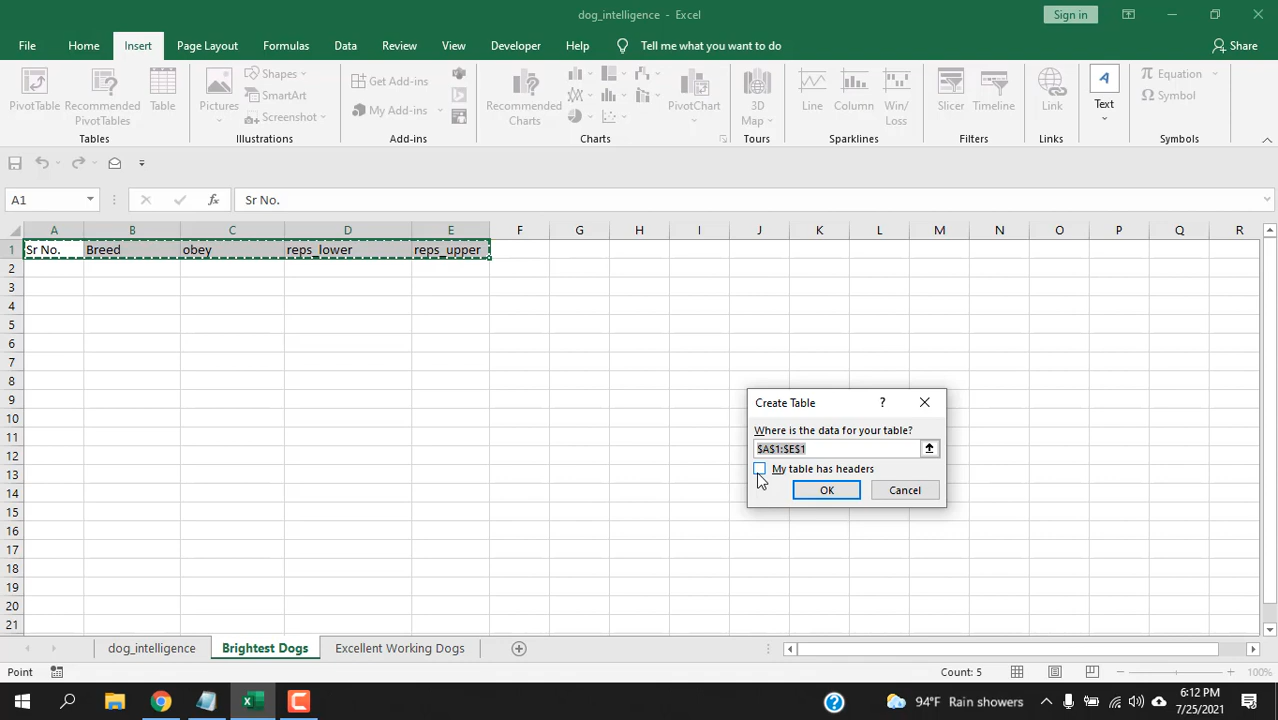 dog_intelligence - Excel
Sign in
File Home Insert Page Layout Formulas Data Review View Developer Help Tell me what you want to do Share
PivotTable Recommended PivotTables Table Tables
Pictures Shapes SmartArt Screenshot Illustrations
Get Add-ins My Add-ins Add-ins
Recommended Charts PivotChart Charts
3D Map Tours
Line Column Win/Loss Sparklines
Slicer Timeline Filters
Link Links
A Text
π Equation Ω Symbol Symbols
A1 fx Sr No.
A B C D E F G H I J K L M N O P Q R
1 Sr No. Breed obey reps_lower reps_upper
2
3
4
5
6
7
8
9
10
11
12
13
14
15
16
17
18
19
20
21
Create Table ?
Where is the data for your table?
$A$1:$E$1
My table has headers
OK Cancel
dog_intelligence Brightest Dogs Excellent Working Dogs
Point Count: 5 100%
94°F Rain showers 6:12 PM
7/25/2021